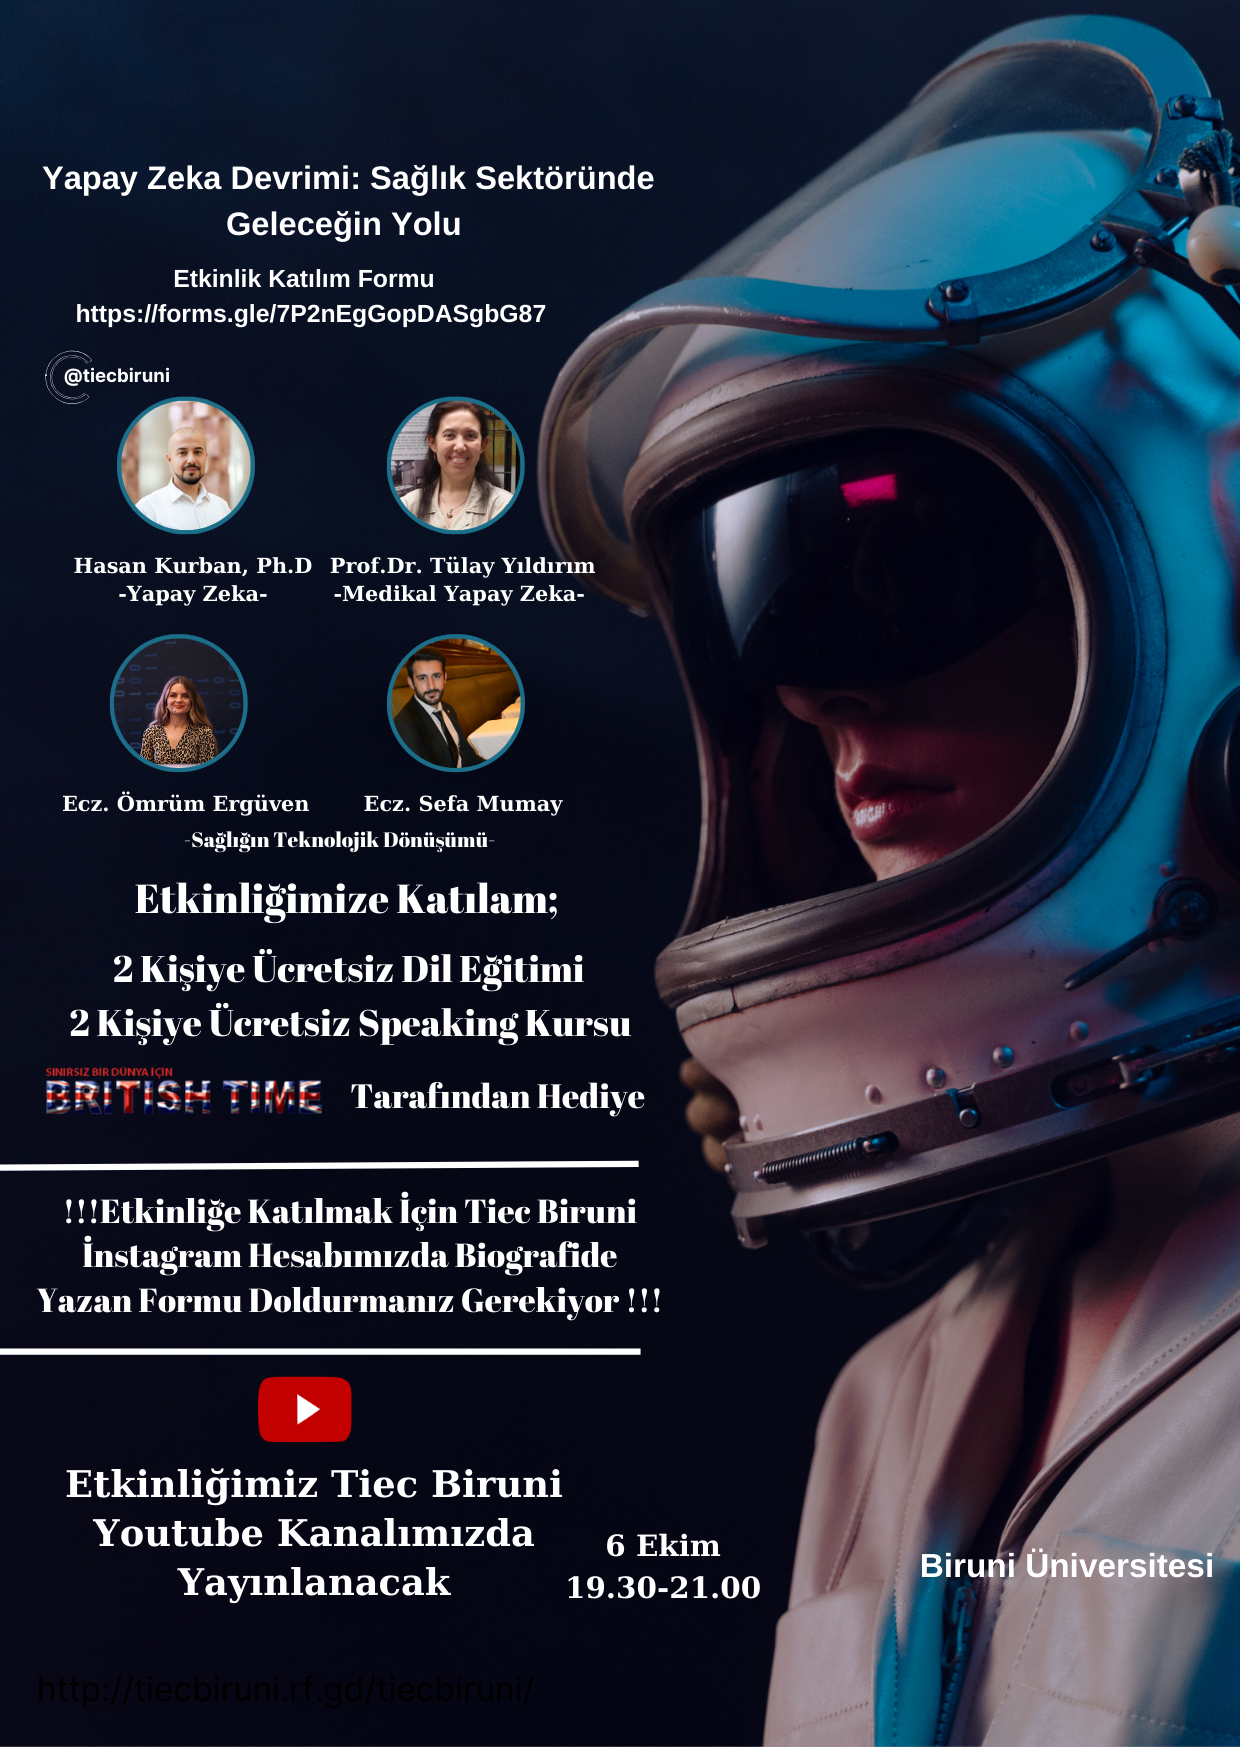 Yapay Zeka Devrimi: Sağlık Sektöründe
Geleceğin Yolu
Etkinlik Katılım Formu
https://forms.gle/7P2nEgGopDASgbG87
@tiecbiruni
Hasan Kurban, Ph.D
-Yapay Zeka-
Prof.Dr. Tülay Yıldırım
-Medikal Yapay Zeka-
Ecz. Ömrüm Ergüven
Ecz. Sefa Mumay
-Sağlığın Teknolojik Dönüşümü-
Etkinliğimize Katılam;
2 Kişiye Ücretsiz Dil Eğitimi
2 Kişiye Ücretsiz Speaking Kursu
SINIRSIZ BİR DÜNYA İÇİN
BRITISH TIME
Tarafından Hediye
!!!Etkinliğe Katılmak İçin Tiec Biruni
İnstagram Hesabımızda Biografide
Yazan Formu Doldurmanız Gerekiyor !!!
Etkinliğimiz Tiec Biruni
Youtube Kanalımızda
Yayınlanacak
6 Ekim
19.30-21.00
Biruni Üniversitesi
http://tiecbiruni.rf.gd/tiecbiruni/